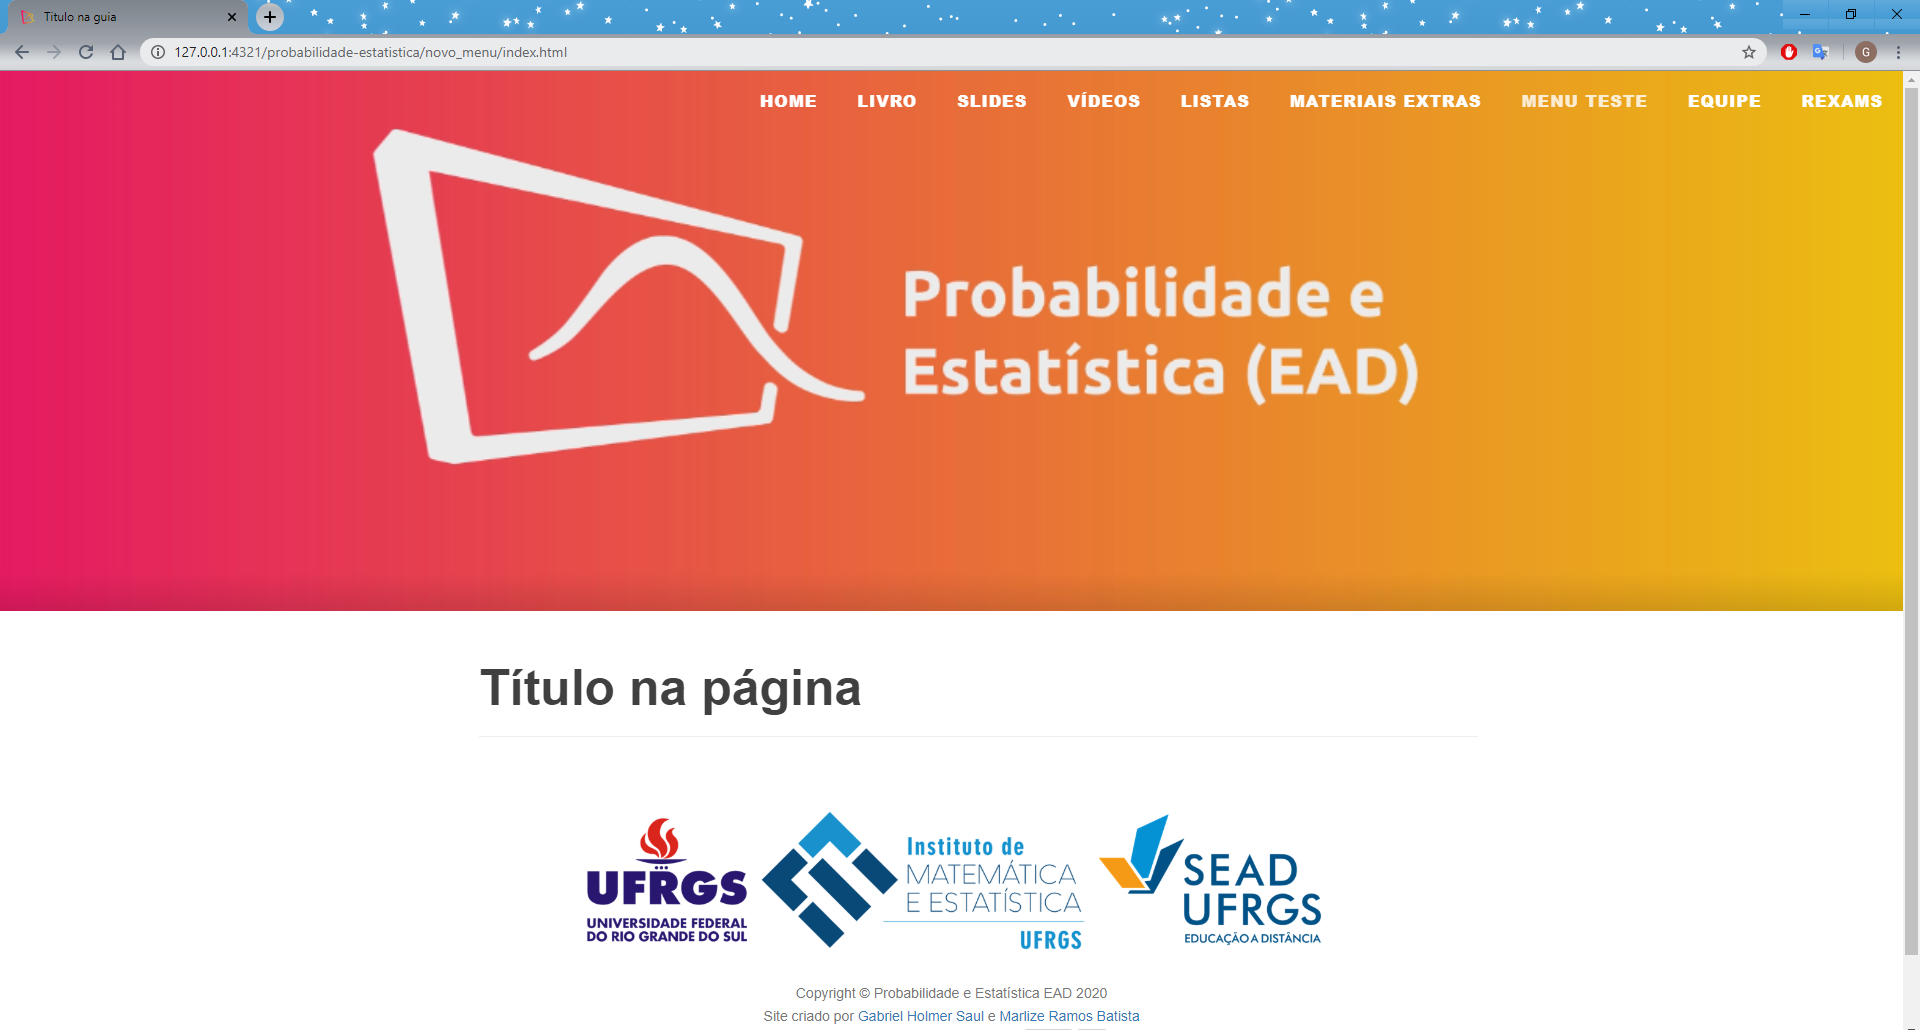 Título na guia
127.0.0.1:4321/probabilidade-estatistica/novo_menu/index.html
G
HOME LIVRO SLIDES VÍDEOS LISTAS MATERIAIS EXTRAS MENU TESTE EQUIPE REXAMS
Probabilidade e
Estatística (EAD)
Título na página
UFRGS
UNIVERSIDADE FEDERAL
DO RIO GRANDE DO SUL
Instituto de
MATEMÁTICA
E ESTATÍSTICA
UFRGS
SEAD
UFRGS
EDUCAÇÃO A DISTÂNCIA
Copyright © Probabilidade e Estatística EAD 2020
Site criado por Gabriel Holmer Saul e Marlize Ramos Batista